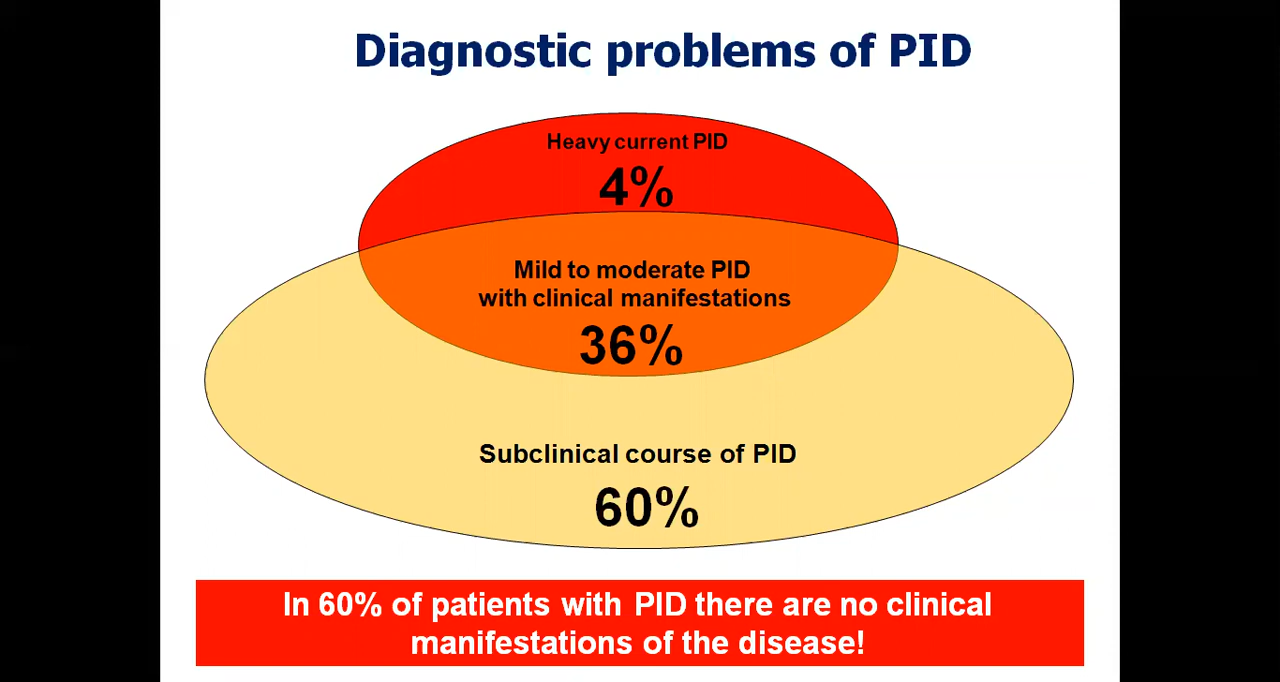 Diagnostic problems of PID
Heavy current PID
4%
Mild to moderate PID
with clinical manifestations
36%
Subclinical course of PID
60%
In 60% of patients with PID there are no clinical
manifestations of the disease!